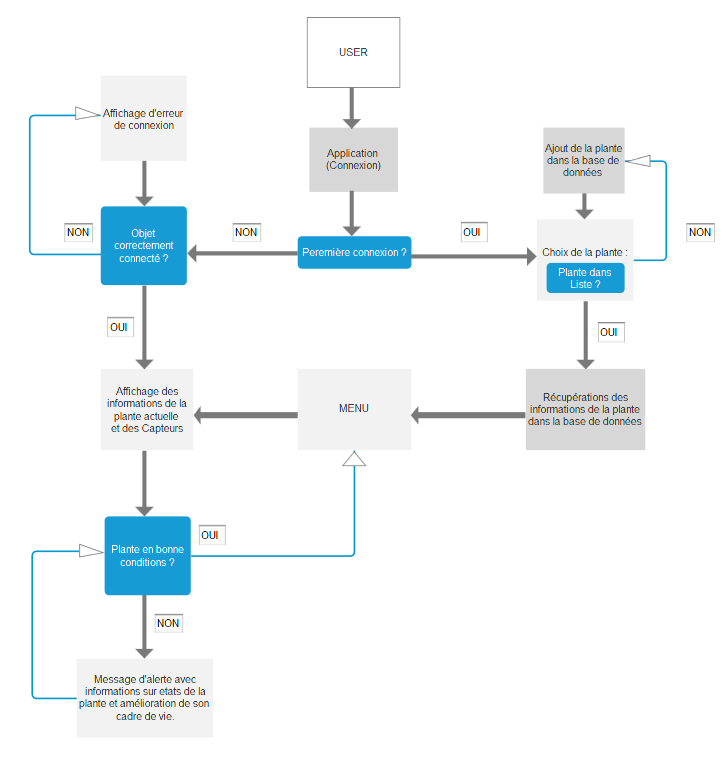 USER
Affichage d'erreur
de connexion
Application
(Connexion)
Ajout de la plante
dans la base de
données
NON
Objet
correctement
connecté ?
NON
Peremière connexion ?
OUI
Choix de la plante :
Plante dans
Liste ?
NON
OUI
OUI
Affichage des
informations de la
plante actuelle
et des Capteurs
MENU
Récupérations des
informations de la plante
dans la base de données
Plante en bonne
conditions ?
OUI
NON
Message d'alerte avec
informations sur etats de la
plante et amélioration de son
cadre de vie.